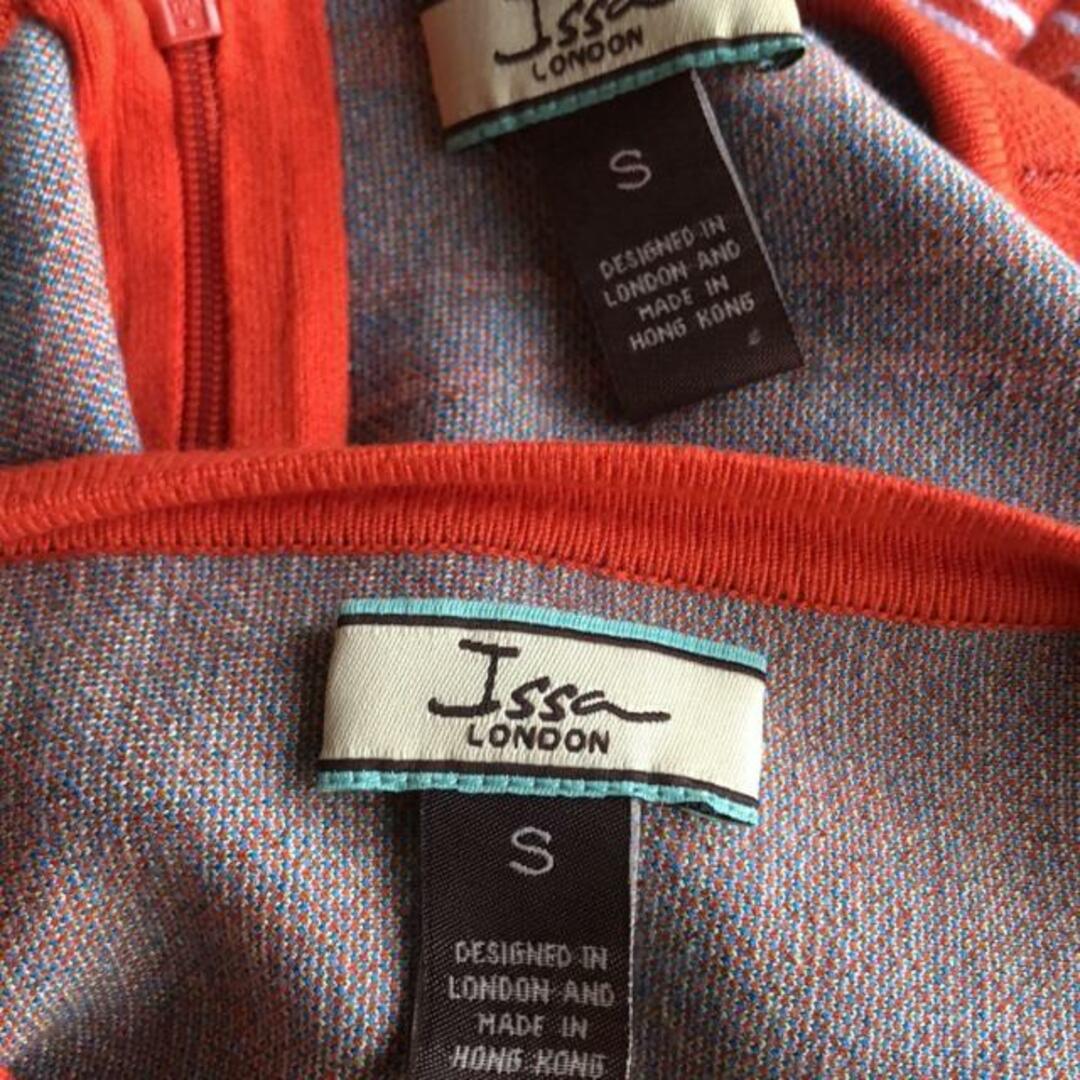 Issa
LONDON
S
DESIGNED IN
LONDON AND
MADE IN
HONG KONG
Issa
LONDON
S
DESIGNED IN
LONDON AND
MADE IN
HONG KONG